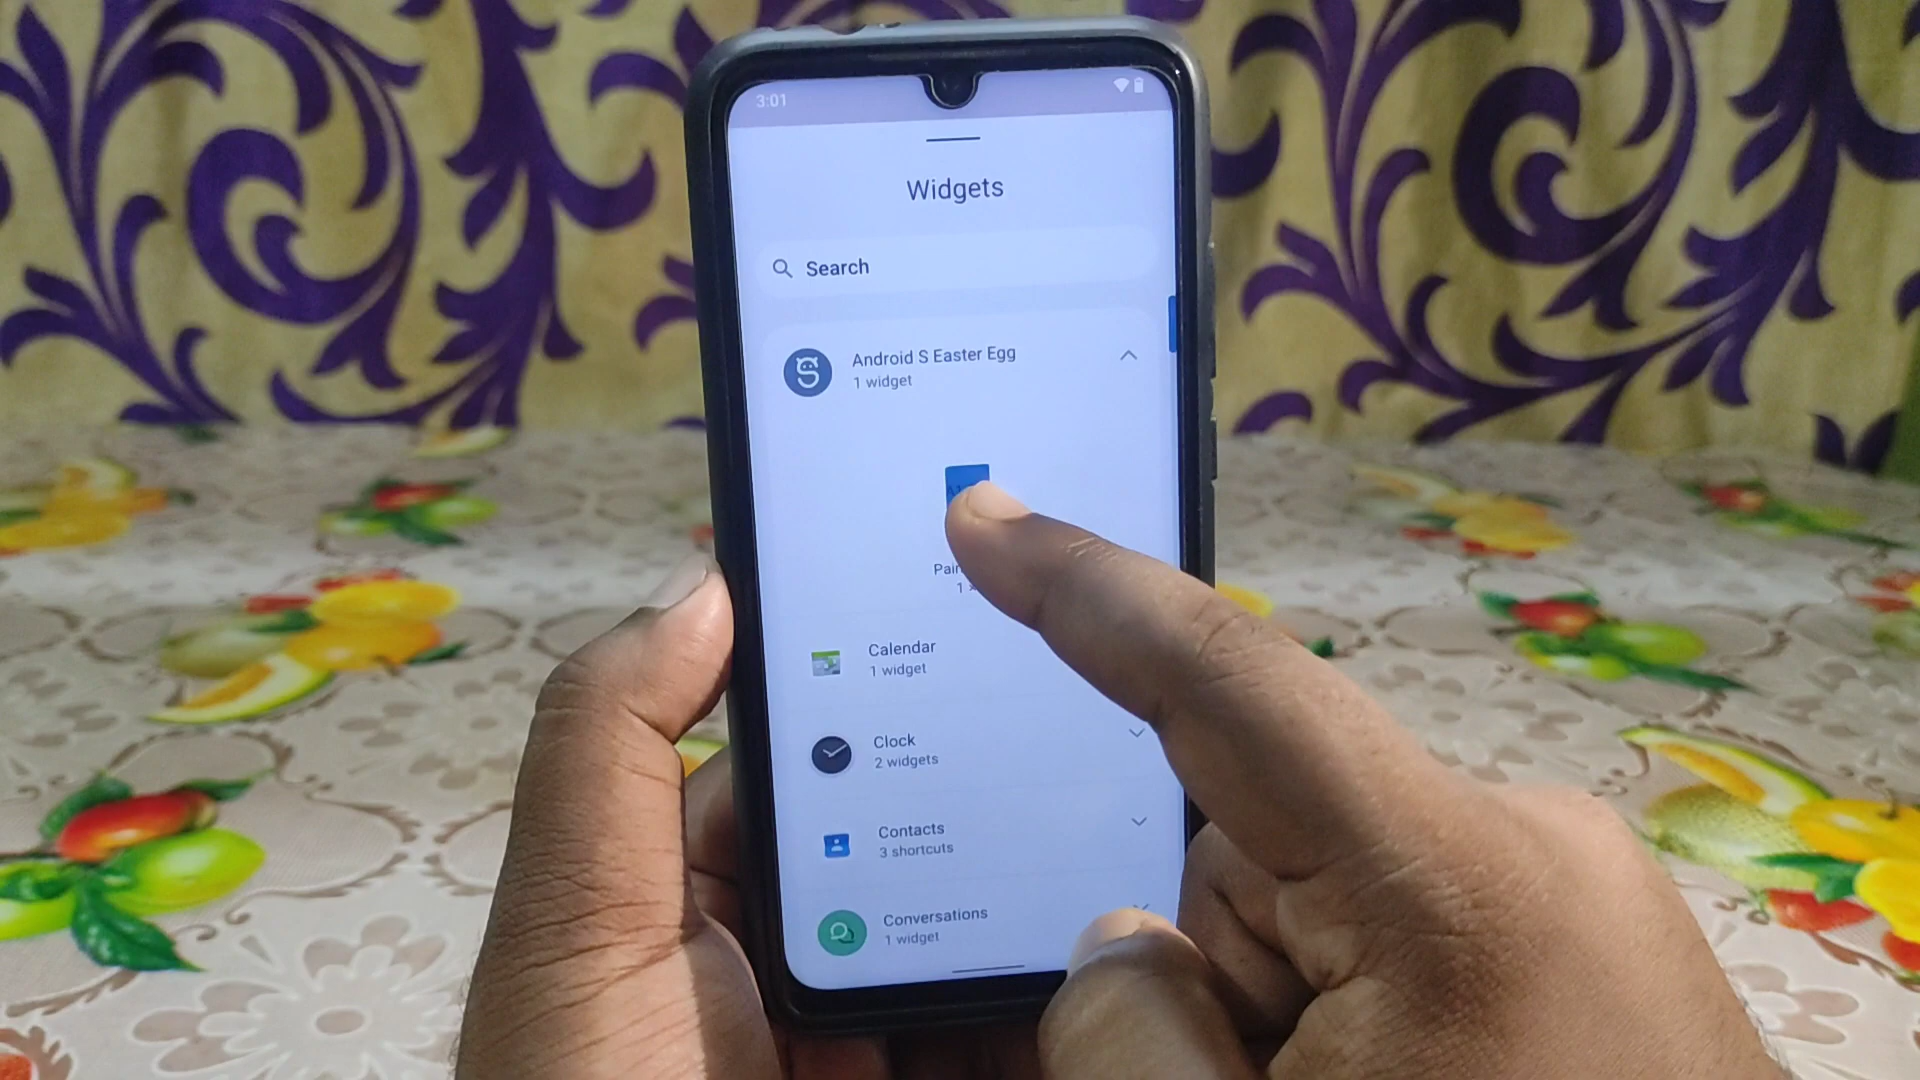 3:01
Widgets
Search
Android S Easter Egg
1 widget
Calendar
1 widget
Clock
2 widgets
Contacts
3 shortcuts
Conversations
1 widget